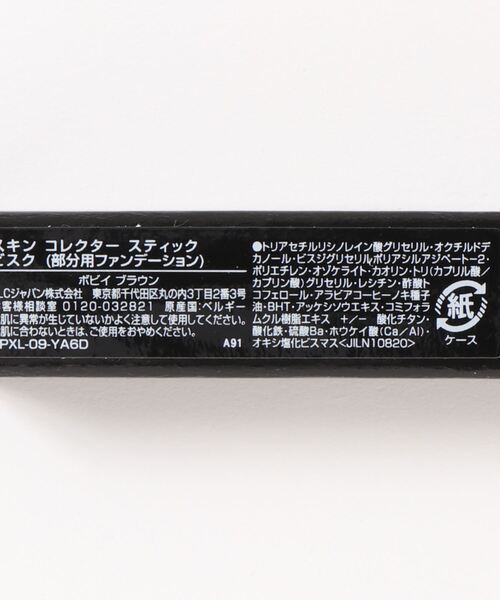 スキン コレクター スティック
ビスク (部分用ファンデーション)
ボビイ ブラウン
LCジャパン株式会社 東京都千代田区丸の内3丁目2番3号
客様相談室 0120-032821 原産国:ベルギー
肌に異常が生じていないかよく注意して使用してください。
肌に合わないときは、ご使用をおやめください。
PXL-09-YA6D A91
●トリアセチルリシノレイン酸グリセリル・オクチルドデ
カノール・ビスジグリセリルポリアシルアジペート-2・
ポリエチレン・オゾケライト・カオリン・トリ(カプリル酸/
カプリン酸)グリセリル・レシチン・酢酸ト
コフェロール・アラビアコーヒーノキ種子
油・BHT・アッケシソウエキス・コミフォラ
ムクル樹脂エキス +/- 酸化チタン・
酸化鉄・硫酸Ba・ホウケイ酸(Ca/Al)・
オキシ塩化ビスマス<JILN10820>
紙
ケース